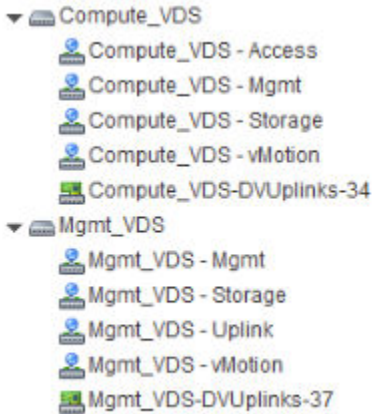 Compute_VDS
Compute_VDS - Access
Compute_VDS - Mgmt
Compute_VDS - Storage
Compute_VDS - vMotion
Compute_VDS-DVUplinks-34
Mgmt_VDS
Mgmt_VDS - Mgmt
Mgmt_VDS - Storage
Mgmt_VDS - Uplink
Mgmt_VDS - vMotion
Mgmt_VDS-DVUplinks-37